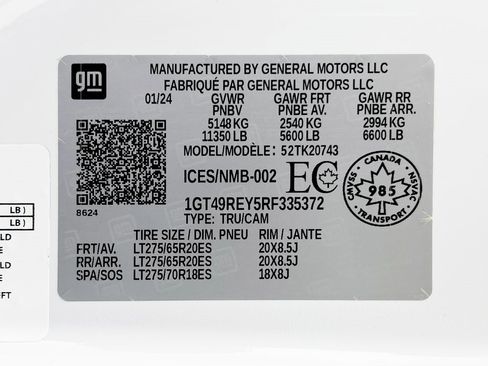 gm
MANUFACTURED BY GENERAL MOTORS LLC
FABRIQUÉ PAR GENERAL MOTORS LLC
01/24 GVWR GAWR FRT GAWR RR
PNBV PNBE AV. PNBE ARR.
5148 KG 2540 KG 2994 KG
11350 LB 5600 LB 6600 LB
MODEL/MODÈLE: 52TK20743
ICES/NMB-002 EC
CANADA
CMVSS 985 NSVAC
TRANSPORT
8624
1GT49REY5RF335372
TYPE: TRU/CAM
TIRE SIZE / DIM. PNEU RIM / JANTE
FRT/AV. LT275/65R20ES 20X8.5J
RR/ARR. LT275/65R20ES 20X8.5J
SPA/SOS LT275/70R18ES 18X8J
LB )
LB )
LD
E
LD
E
FT